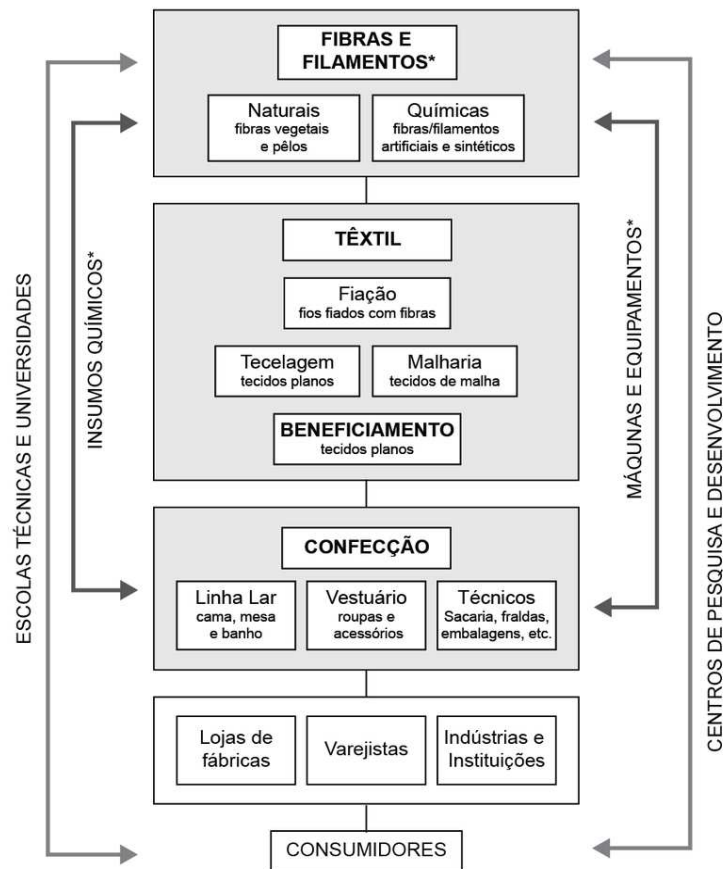 FIBRAS E
FILAMENTOS*
Naturais
fibras vegetais
e pêlos
Químicas
fibras/filamentos
artificiais e sintéticos
TÊXTIL
Fiação
fios fiados com fibras
Tecelagem
tecidos planos
Malharia
tecidos de malha
BENEFICIAMENTO
tecidos planos
CONFECÇÃO
Linha Lar
cama, mesa
e banho
Vestuário
roupas e
acessórios
Técnicos
Sacaria, fraldas,
embalagens, etc.
Lojas de
fábricas
Varejistas
Indústrias e
Instituições
CONSUMIDORES
ESCOLAS TÉCNICAS E UNIVERSIDADES
INSUMOS QUÍMICOS*
MÁQUNAS E EQUIPAMENTOS*
CENTROS DE PESQUISA E DESENVOLVIMENTO